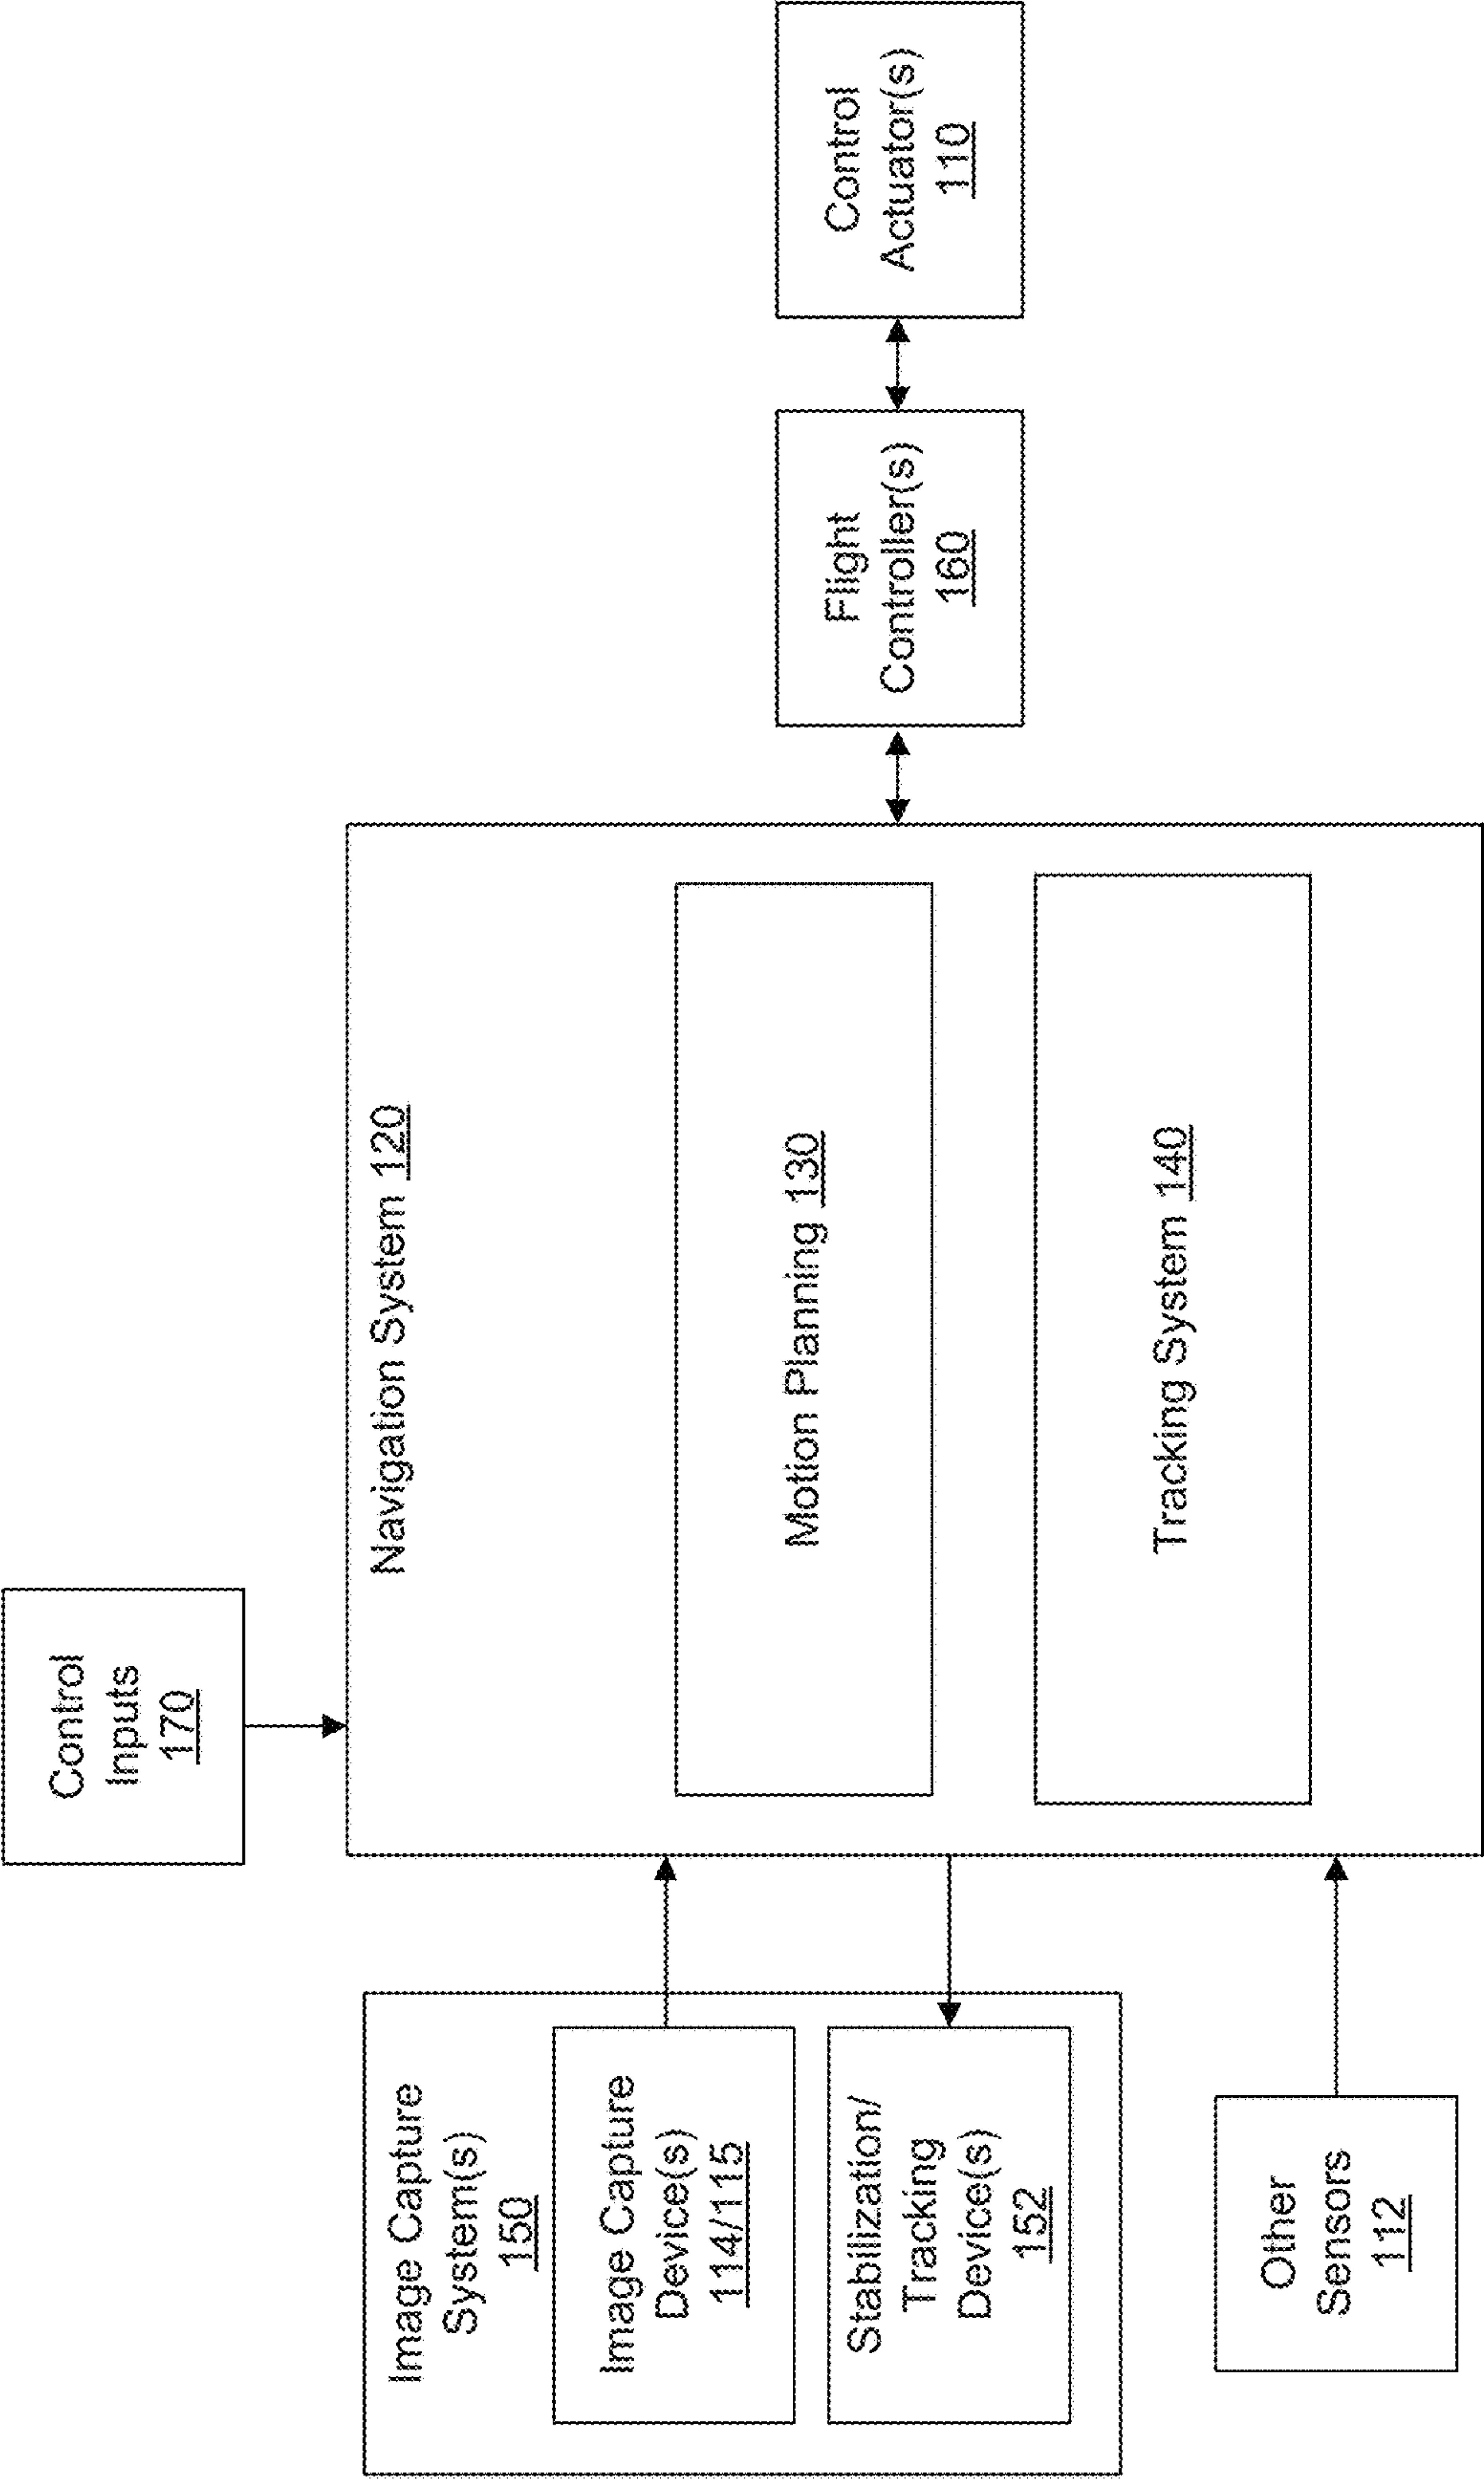 Control
Inputs
170
Image Capture
System(s)
150
Image Capture
Device(s)
114/115
Stabilization/
Tracking
Device(s)
152
Other
Sensors
112
Navigation System 120
Motion Planning 130
Tracking System 140
Flight
Controller(s)
160
Control
Actuator(s)
110